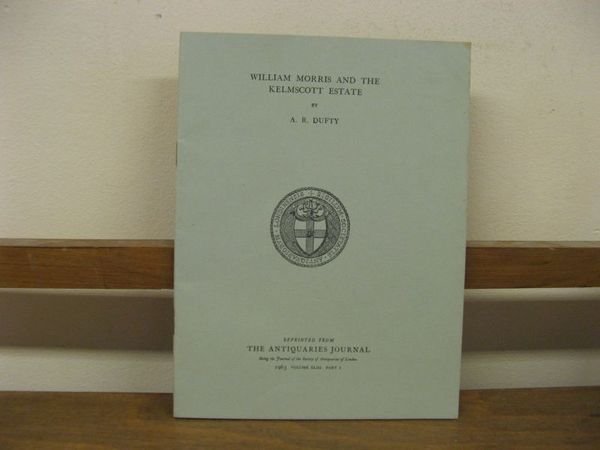 WILLIAM MORRIS AND THE
KELMSCOTT ESTATE
BY
A. R. DUFTY
REPRINTED FROM
THE ANTIQUARIES JOURNAL
Being the Journal of the Society of Antiquaries of London
1963 VOLUME XLIII PART I